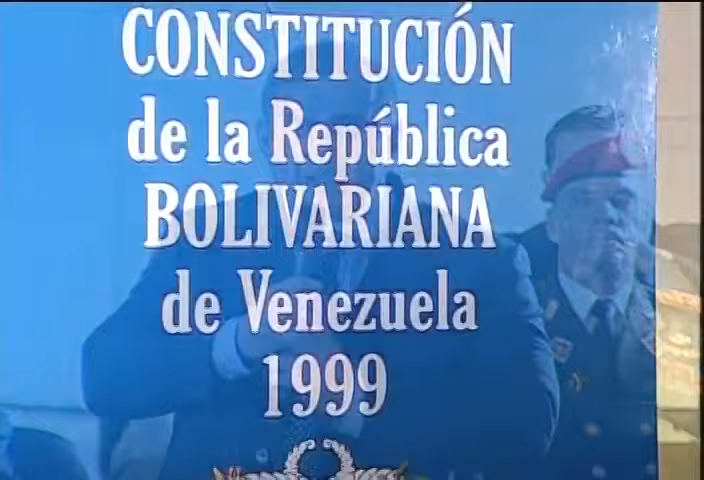 CONSTITUCIÓN
de la República
BOLIVARIANA
de Venezuela
1999